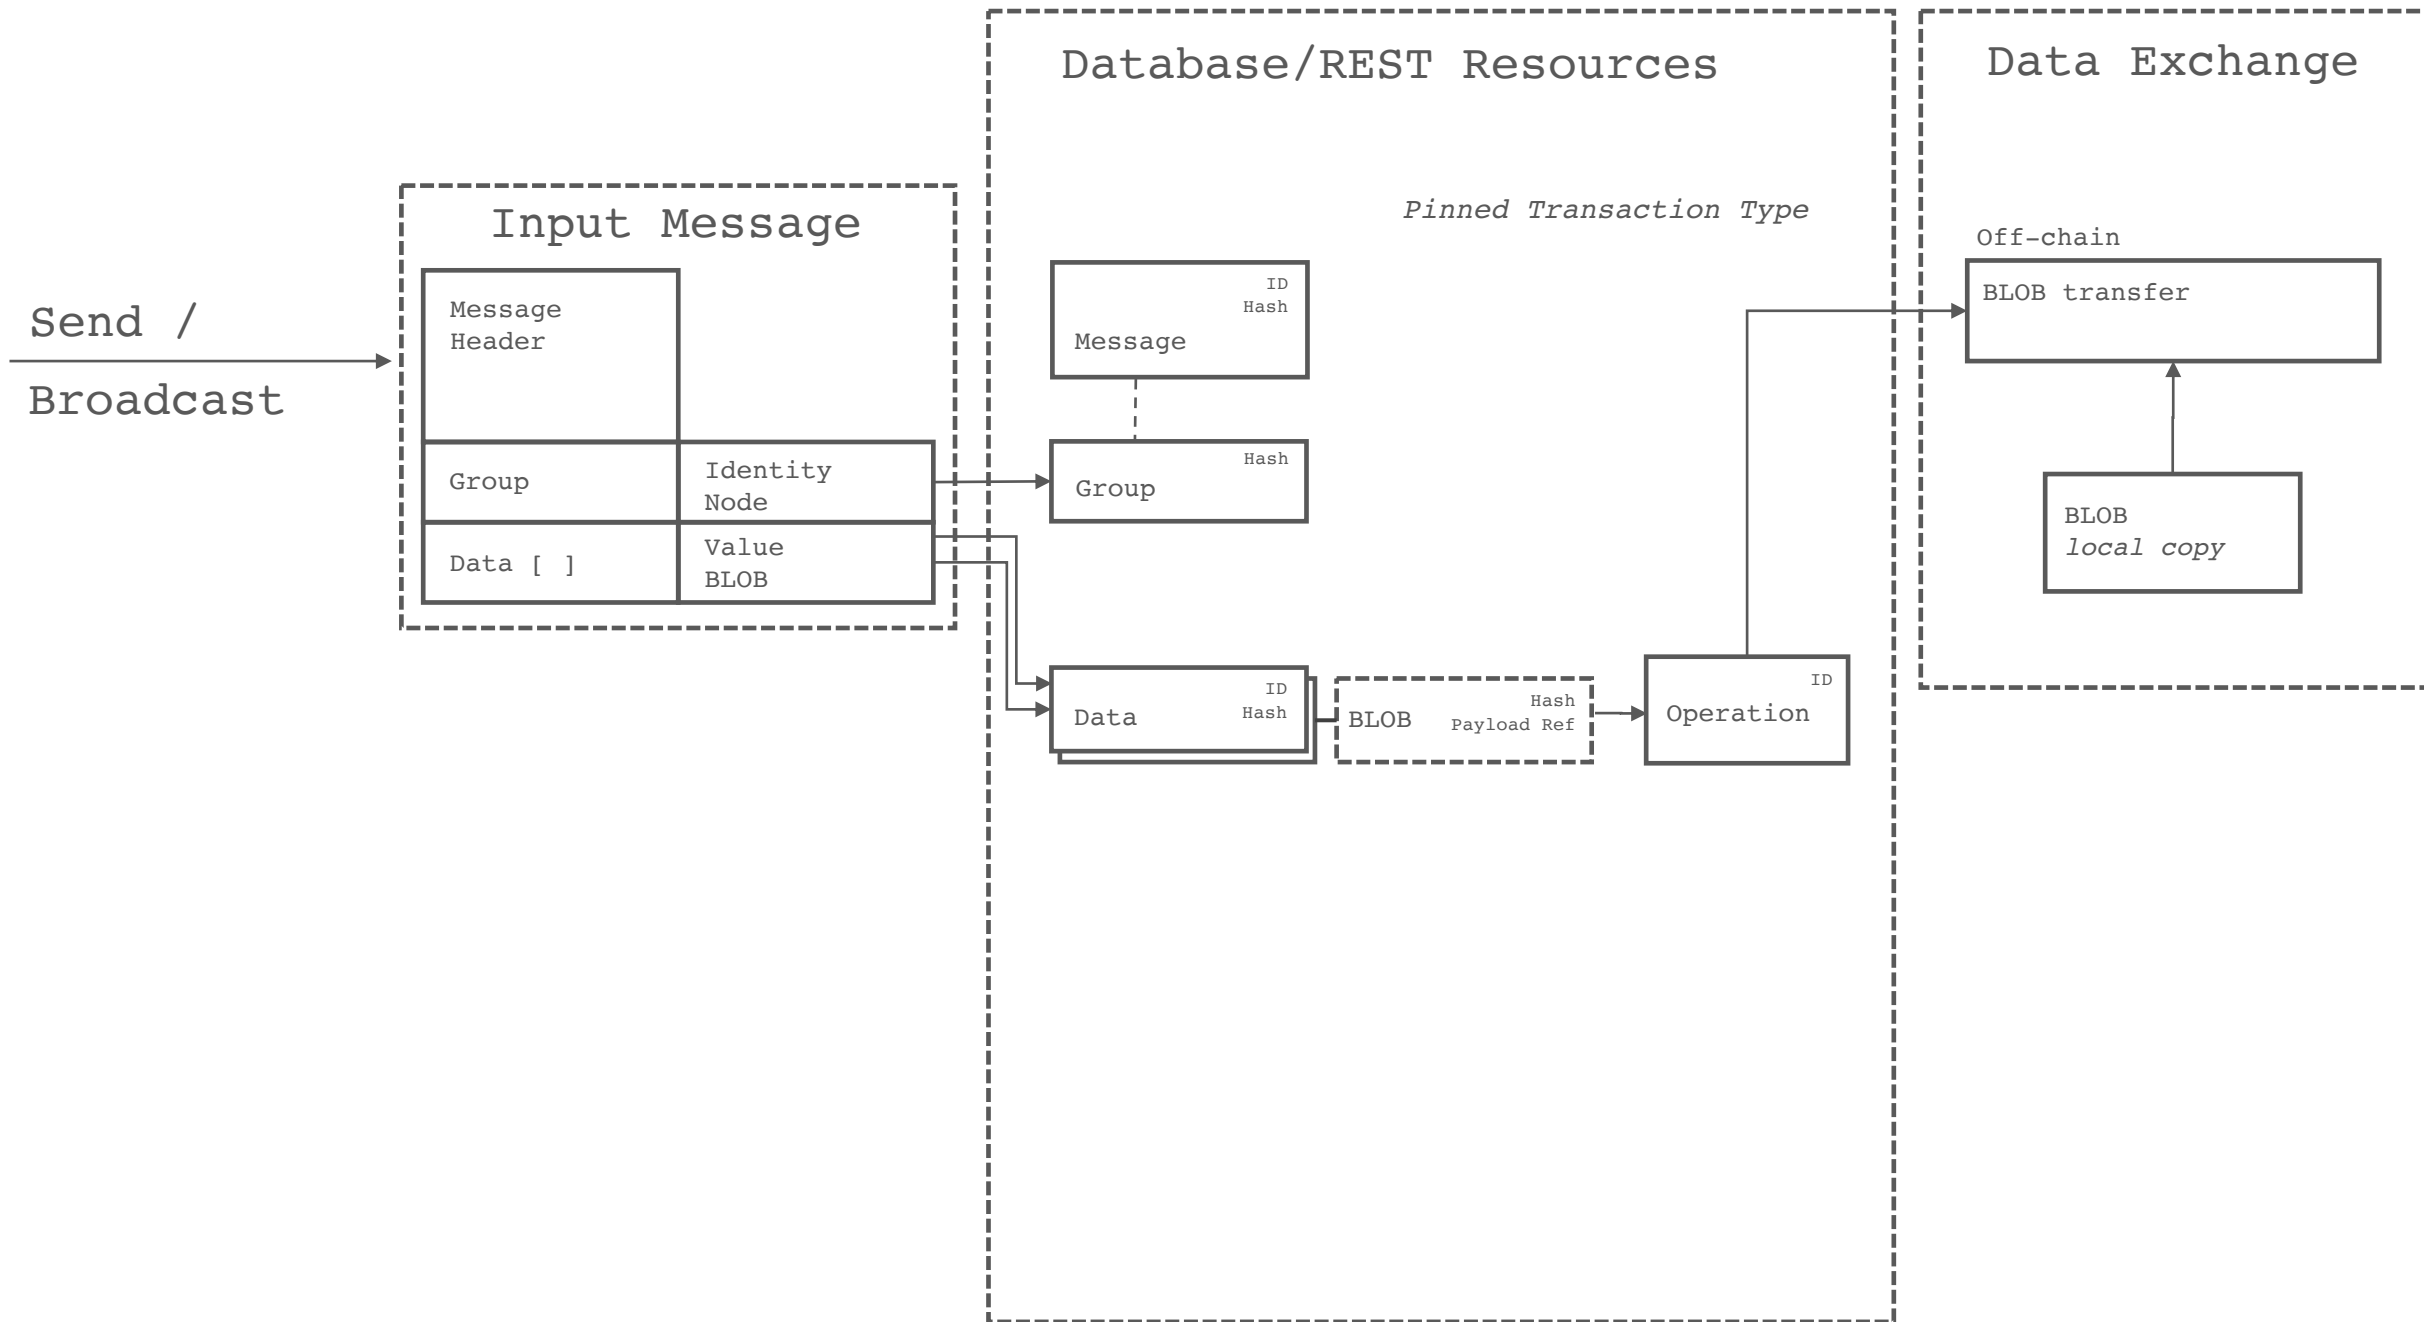 Database/REST Resources
Data Exchange
Pinned Transaction Type
Input Message
Off-chain
BLOB transfer
Send /
Broadcast
Message
Header
ID
Hash
Message
Group
Identity
Node
Hash
Group
Data [ ]
Value
BLOB
BLOB
local copy
ID
Hash
Data
BLOB
Hash
Payload Ref
ID
Operation